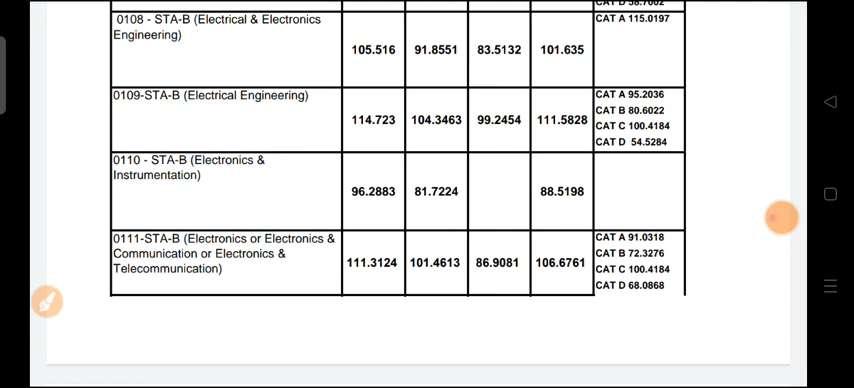 CAT D 58.7002
0108 - STA-B (Electrical & Electronics
Engineering)
105.516 91.8551 83.5132 101.635
CAT A 115.0197
0109-STA-B (Electrical Engineering)
114.723 104.3463 99.2454 111.5828
CAT A 95.2036
CAT B 80.6022
CAT C 100.4184
CAT D 54.5284
0110 - STA-B (Electronics &
Instrumentation)
96.2883 81.7224 88.5198
0111-STA-B (Electronics or Electronics &
Communication or Electronics &
Telecommunication)
111.3124 101.4613 86.9081 106.6761
CAT A 91.0318
CAT B 72.3276
CAT C 100.4184
CAT D 68.0868